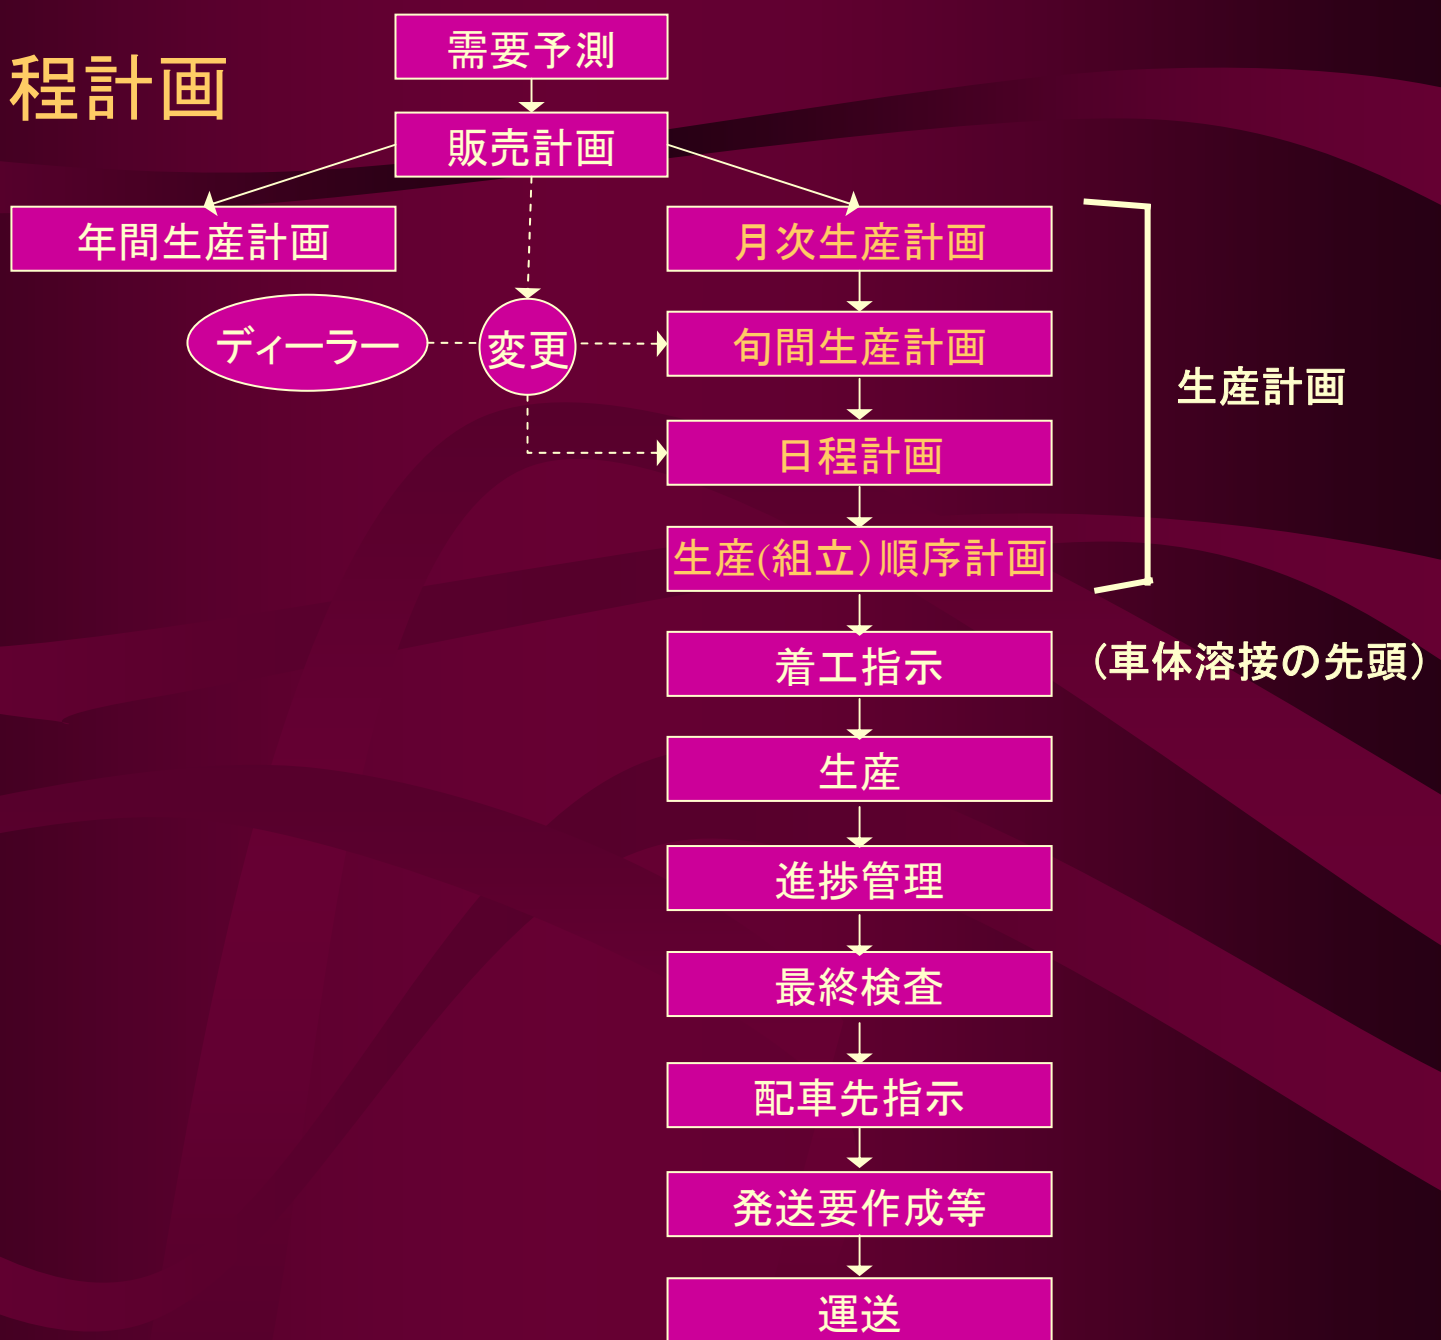 需要予測
程計画
販売計画
年間生産計画
月次生産計画
ディーラー
変更
旬間生産計画
生産計画
日程計画
生産(組立）順序計画
着工指示
（車体溶接の先頭）
生産
進捗管理
最終検査
配車先指示
発送要作成等
運送